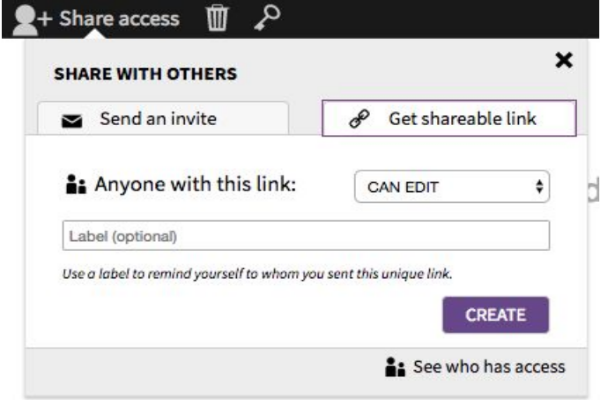 Share access
SHARE WITH OTHERS
Send an invite
Get shareable link
Anyone with this link:
CAN EDIT
Label (optional)
Use a label to remind yourself to whom you sent this unique link.
CREATE
See who has access